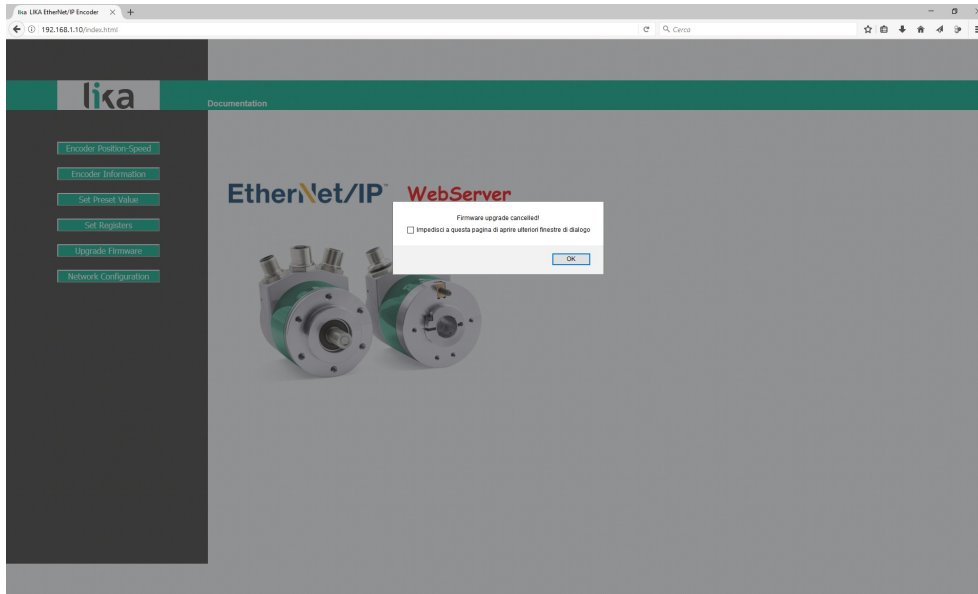 lika LIKA EtherNet/IP Encoder
192.168.1.10/index.html
Cerca
lika
Documentation
Encoder Position-Speed
Encoder Information
Set Preset Value
Set Registers
Upgrade Firmware
Network Configuration
EtherNet/IP™ WebServer
Firmware upgrade cancelled!
Impedisci a questa pagina di aprire ulteriori finestre di dialogo
OK